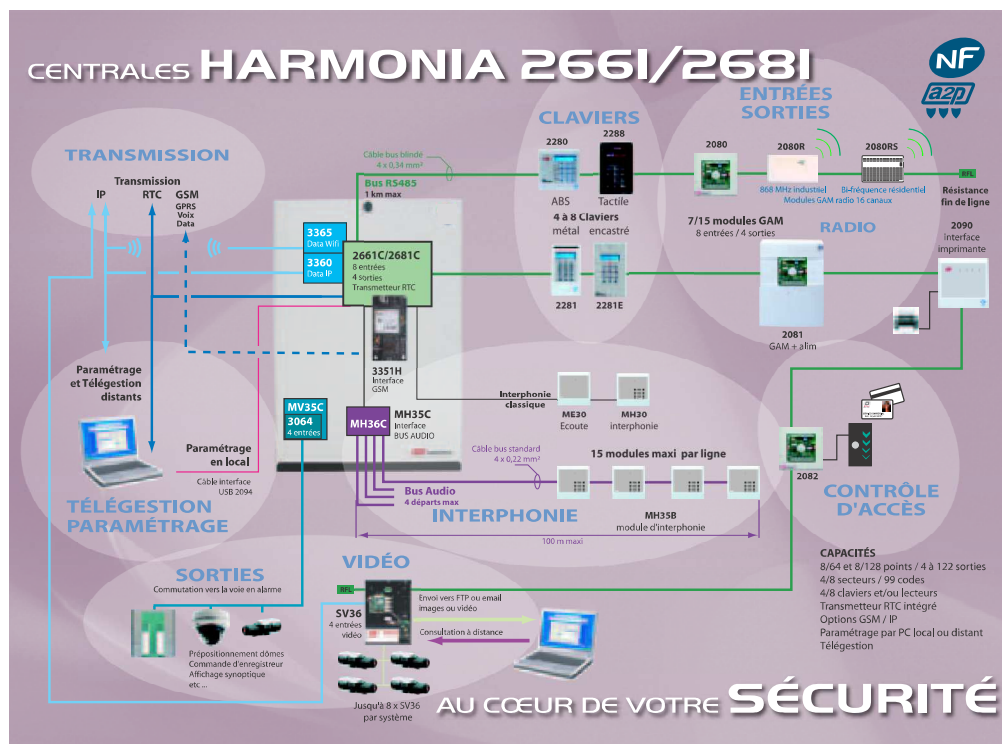 CENTRALES HARMONIA 2661/2681
NF
a2p
TRANSMISSION
Transmission
IP RTC GSM
GPRS
Voix
Data
Câble bus blindé
4 x 0,34 mm²
Bus RS485
1 km max
CLAVIERS
2280
2288
ABS
Tactile
4 à 8 Claviers
métal
encastré
2281
2281E
ENTRÉES
SORTIES
2080
2080R
2080RS
868 MHz industriel
Bi-fréquence résidentiel
Modules GAM radio 16 canaux
RFL
Résistance
fin de ligne
7/15 modules GAM
8 entrées / 4 sorties
RADIO
2090
Interface
imprimante
2081
GAM + alim
3365
Data Wifi
3360
Data IP
2661C/2681C
8 entrées
4 sorties
Transmetteur RTC
3351H
Interface
GSM
Paramétrage
et Télégestion
distants
Paramétrage
en local
Câble interface
USB 2094
TÉLÉGESTION
PARAMÉTRAGE
MV35C
3064
4 entrées
MH36C
MH35C
Interface
BUS AUDIO
Interphonie
classique
ME30
Ecoute
MH30
interphonie
Câble bus standard
4 x 0,22 mm²
15 modules maxi par ligne
Bus Audio
4 départs max
INTERPHONIE
MH35B
module d'interphonie
100 m maxi
2082
CONTRÔLE
D'ACCÈS
SORTIES
Commutation vers la voie en alarme
Prépositionnement dômes
Commande d'enregistreur
Affichage synoptique
etc ...
VIDÉO
RFL
SV36
4 entrées
vidéo
Envoi vers FTP ou email
images ou vidéo
Consultation à distance
Jusqu'à 8 x SV36
par système
CAPACITÉS
8/64 et 8/128 points / 4 à 122 sorties
4/8 secteurs / 99 codes
4/8 claviers et/ou lecteurs
Transmetteur RTC intégré
Options GSM / IP
Paramétrage par PC local ou distant
Télégestion
AU CŒUR DE VOTRE SÉCURITÉ